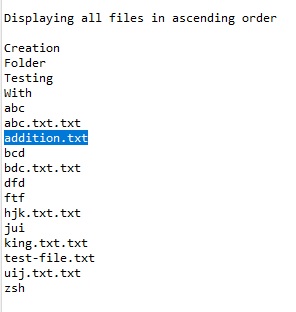 Displaying all files in ascending order
Creation
Folder
Testing
With
abc
abc.txt.txt
addition.txt
bcd
bdc.txt.txt
dfd
ftf
hjk.txt.txt
jui
king.txt.txt
test-file.txt
uij.txt.txt
zsh